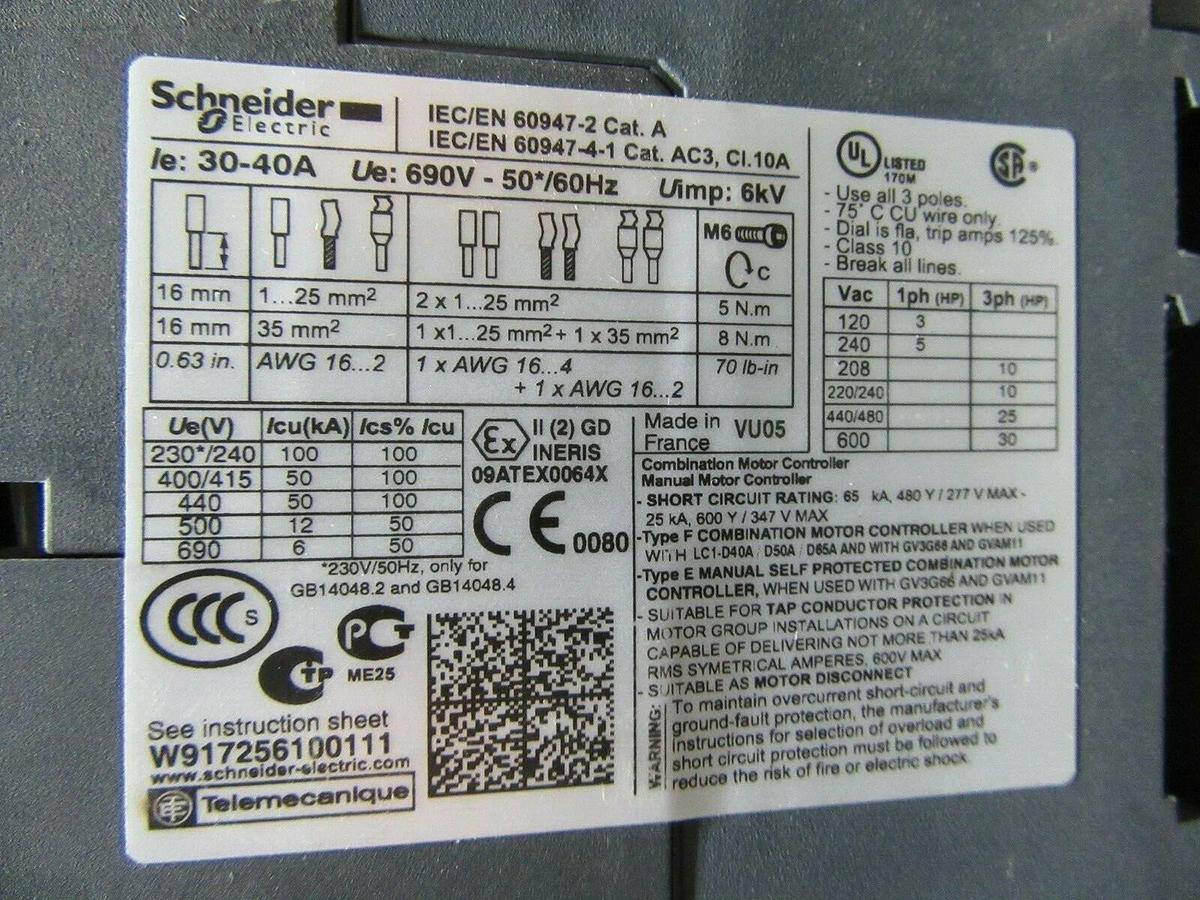 Schneider
Electric
IEC/EN 60947-2 Cat. A
IEC/EN 60947-4-1 Cat. AC3, Cl.10A
Ie: 30-40A Ue: 690V - 50*/60Hz Uimp: 6kV
M6
C
16 mm 1...25 mm² 2 x 1...25 mm² 5 N.m
16 mm 35 mm² 1 x1...25 mm² + 1 x 35 mm² 8 N.m
0.63 in. AWG 16...2 1 x AWG 16...4 70 lb-in
+ 1 x AWG 16...2
UL LISTED
170M
SA ®
- Use all 3 poles.
- 75° C CU wire only.
- Dial is fla, trip amps 125%.
- Class 10
- Break all lines.
Vac 1ph (HP) 3ph (HP)
120 3
240 5
208 10
220/240 10
440/480 25
600 30
Ue(V) Icu(kA) Ics% Icu
230*/240 100 100
400/415 50 100
440 50 100
500 12 50
690 6 50
*230V/50Hz, only for
GB14048.2 and GB14048.4
Ex II (2) GD
INERIS
09ATEX0064X
CE 0080
Made in
France VU05
Combination Motor Controller
Manual Motor Controller
- SHORT CIRCUIT RATING: 65 kA, 480 Y / 277 V MAX -
25 kA, 600 Y / 347 V MAX
-Type F COMBINATION MOTOR CONTROLLER WHEN USED
WITH LC1-D40A / D50A / D65A AND WITH GV3G66 AND GVAM11
-Type E MANUAL SELF PROTECTED COMBINATION MOTOR
CONTROLLER, WHEN USED WITH GV3G66 AND GVAM11
- SUITABLE FOR TAP CONDUCTOR PROTECTION IN
MOTOR GROUP INSTALLATIONS ON A CIRCUIT
CAPABLE OF DELIVERING NOT MORE THAN 25kA
RMS SYMETRICAL AMPERES, 600V MAX
- SUITABLE AS MOTOR DISCONNECT
WARNING:
To maintain overcurrent short-circuit and
ground-fault protection, the manufacturer's
instructions for selection of overload and
short circuit protection must be followed to
reduce the risk of fire or electric shock.
CCC S
PCT
ME25
CTP
See instruction sheet
W917256100111
www.schneider-electric.com
TE Telemecanique